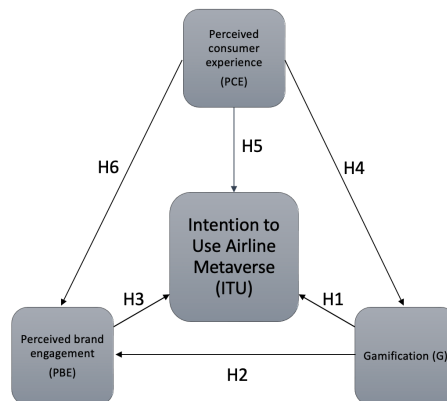 Perceived
consumer
experience
(PCE)
H6
H5
H4
Intention to
Use Airline
Metaverse
(ITU)
H3
H1
Perceived brand
engagement
(PBE)
Gamification (G)
H2